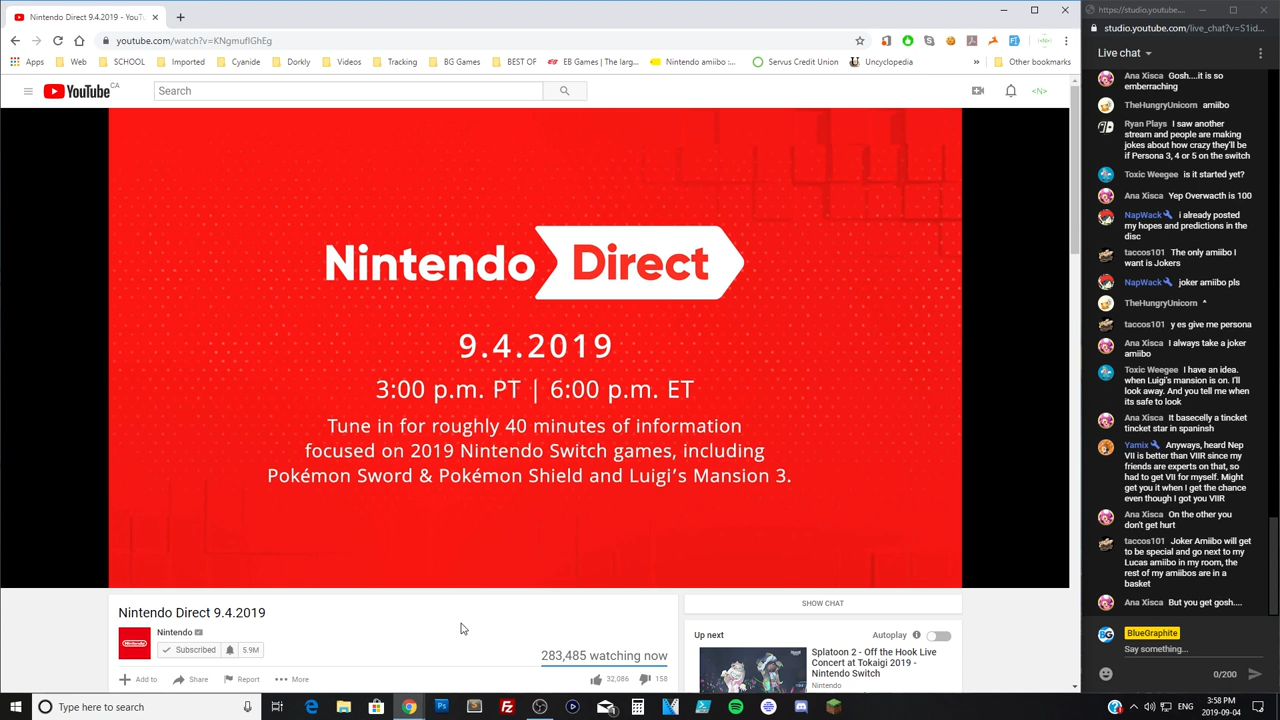 Nintendo Direct 9.4.2019 - YouTu
https://studio.youtube....
youtube.com/watch?v=KNgmufIGhEg
studio.youtube.com/live_chat?v=S1id...
Apps
Web
SCHOOL
Imported
Cyanide
Dorkly
Videos
Tracking
BG Games
BEST OF
EB Games | The larg...
Nintendo amiibo :...
Servus Credit Union
Uncyclopedia
Other bookmarks
YouTube CA
Search
<N>
Nintendo Direct
9.4.2019
3:00 p.m. PT | 6:00 p.m. ET
Tune in for roughly 40 minutes of information
focused on 2019 Nintendo Switch games, including
Pokémon Sword & Pokémon Shield and Luigi's Mansion 3.
Nintendo Direct 9.4.2019
Nintendo
Subscribed
5.9M
283,485 watching now
Add to
Share
Report
More
32,086
158
SHOW CHAT
Up next
Autoplay
Splatoon 2 - Off the Hook Live
Concert at Tokaigi 2019 -
Nintendo Switch
Nintendo
Live chat
Ana Xisca Gosh....it is so
emberraching
TheHungryUnicorn amiibo
Ryan Plays I saw another
stream and people are making
jokes about how crazy they'll be
if Persona 3, 4 or 5 on the switch
Toxic Weegee is it started yet?
Ana Xisca Yep Overwacth is 100
NapWack i already posted
my hopes and predictions in the
disc
taccos101 The only amiibo I
want is Jokers
NapWack joker amiibo pls
TheHungryUnicorn ^
taccos101 y es give me persona
Ana Xisca I always take a joker
amiibo
Toxic Weegee I have an idea.
when Luigi's mansion is on. I'll
look away. And you tell me when
its safe to look
Ana Xisca It basecelly a tincket
tincket star in spaninsh
Yamix Anyways, heard Nep
VII is better than VIIR since my
friends are experts on that, so
had to get VII for myself. Might
get you it when I get the chance
even though I got you VIIR
Ana Xisca On the other you
don't get hurt
taccos101 Joker Amiibo will get
to be special and go next to my
Lucas amiibo in my room, the
rest of my amiibos are in a
basket
Ana Xisca But you get gosh....
BG
BlueGraphite
Say something...
0/200
Type here to search
ENG
3:58 PM
2019-09-04